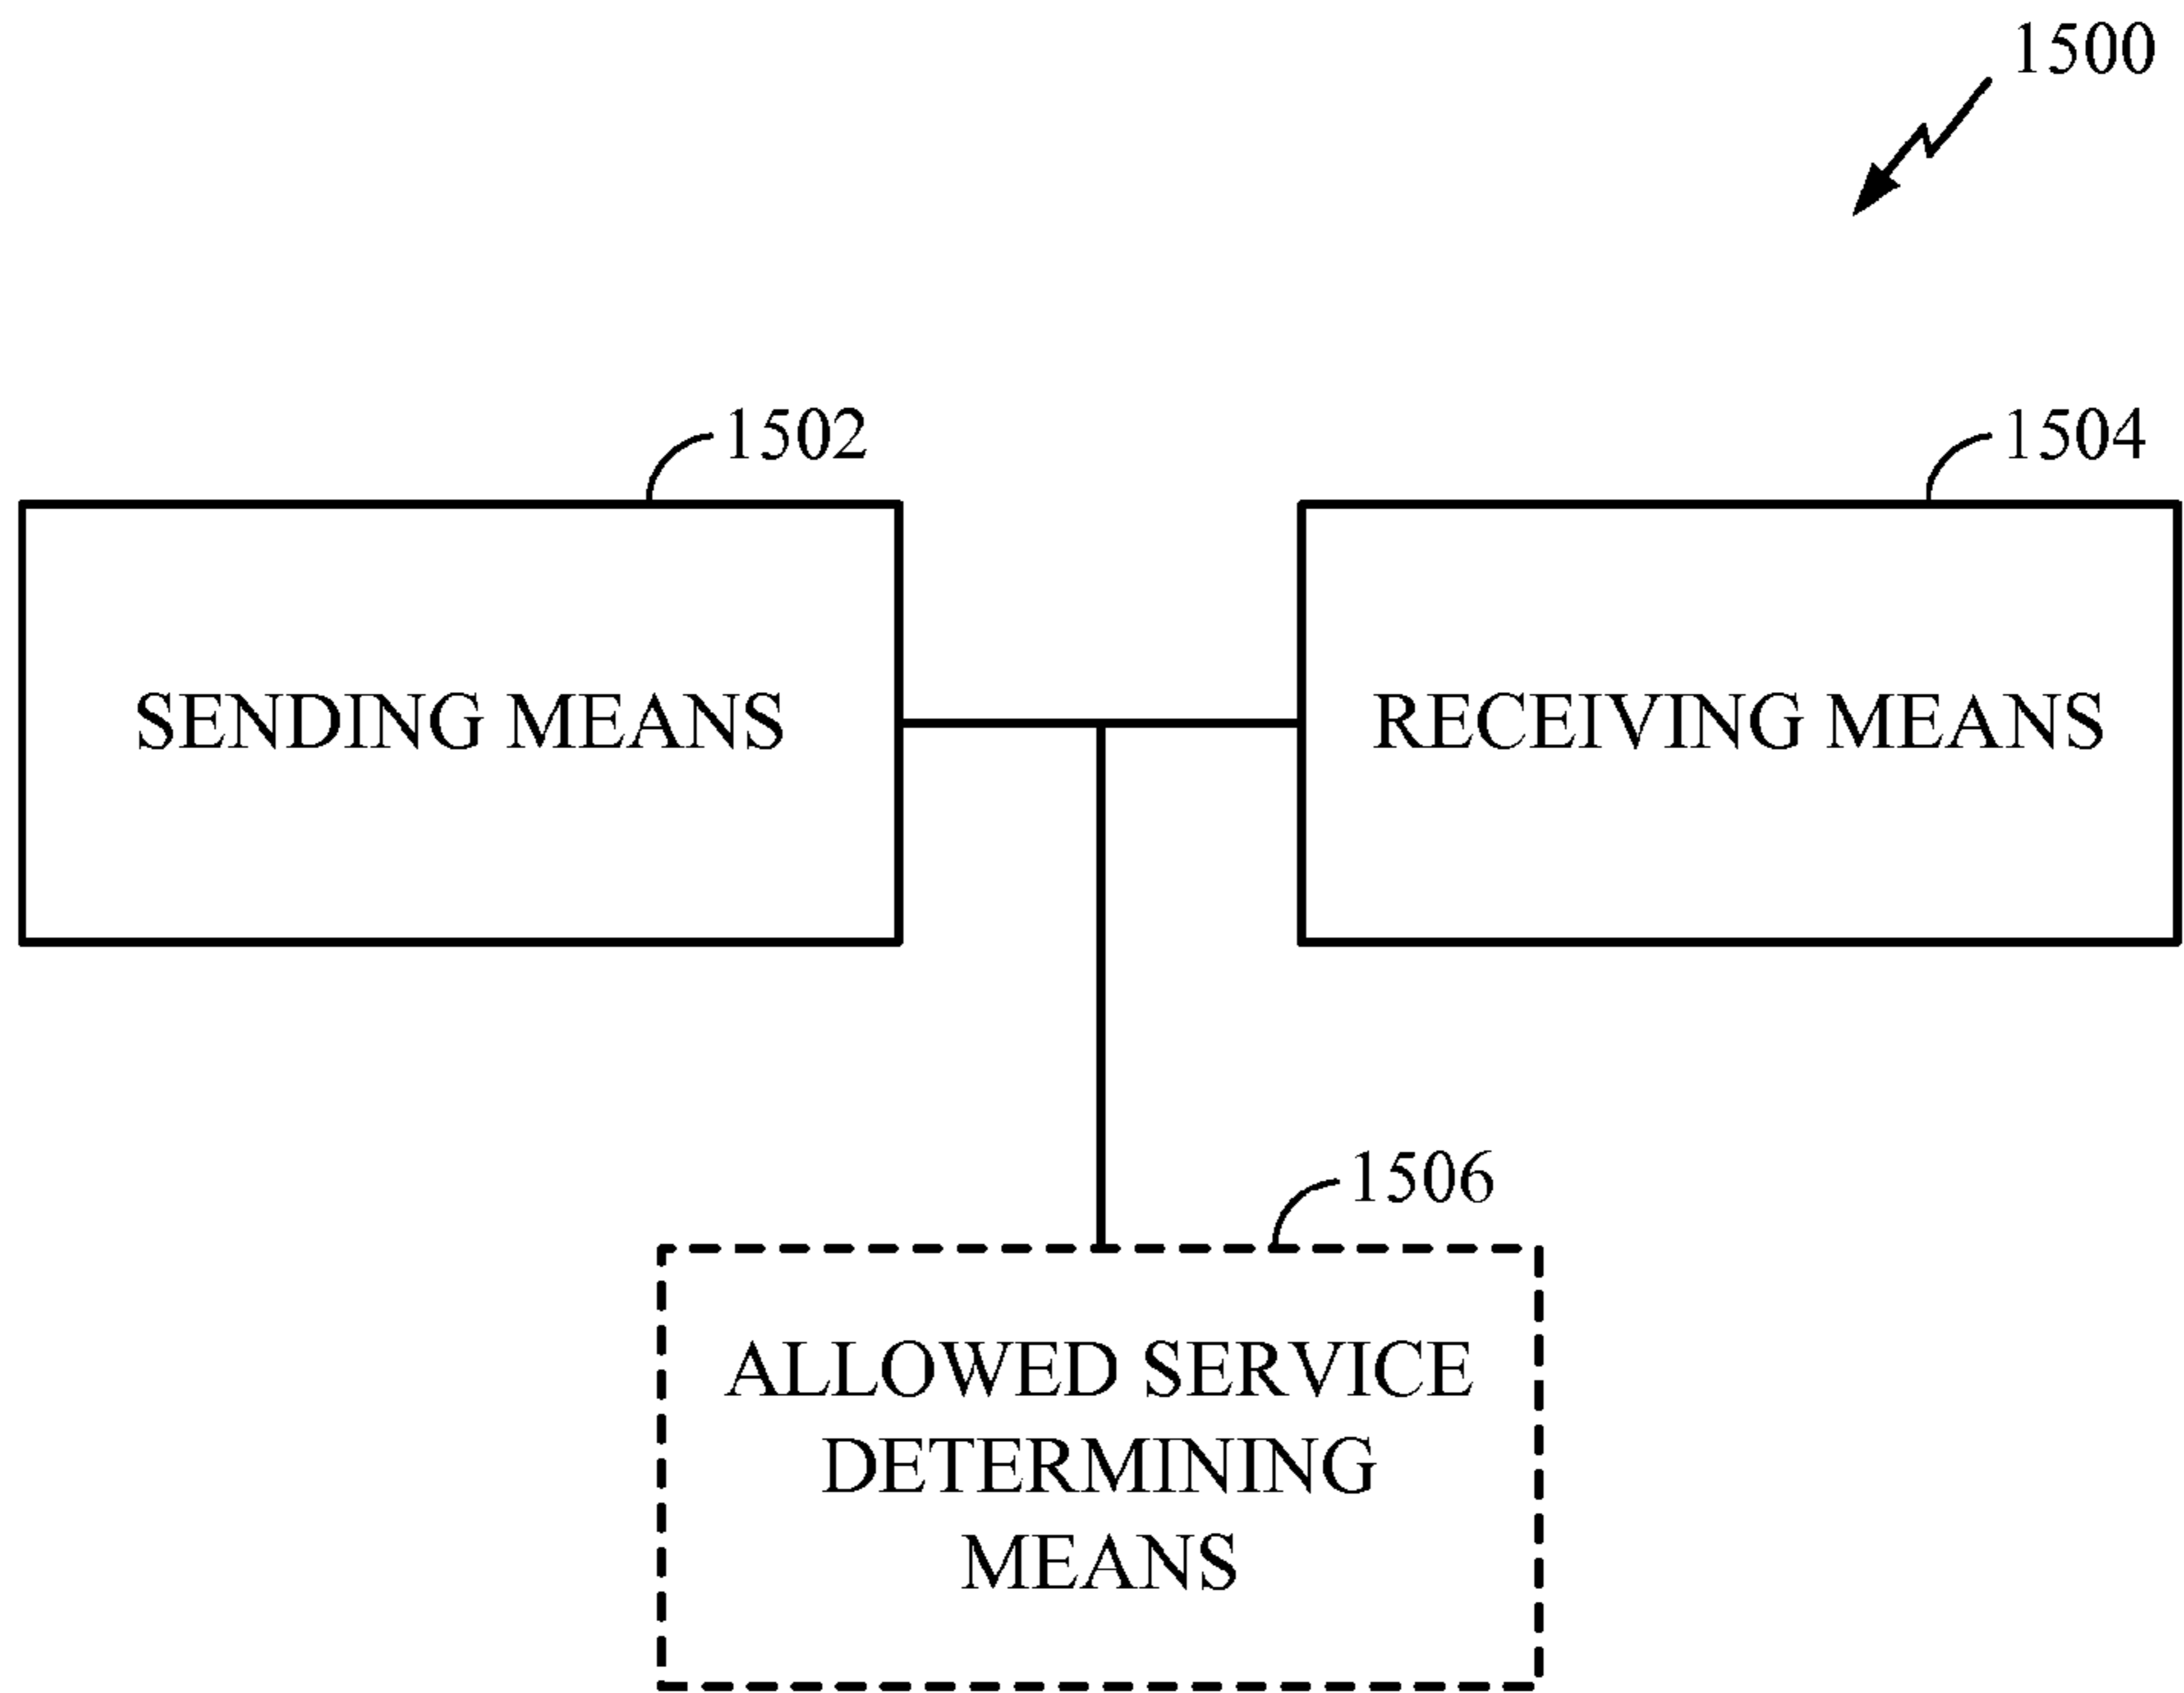 1500
1502
1504
SENDING MEANS
RECEIVING MEANS
1506
ALLOWED SERVICE
DETERMINING
MEANS